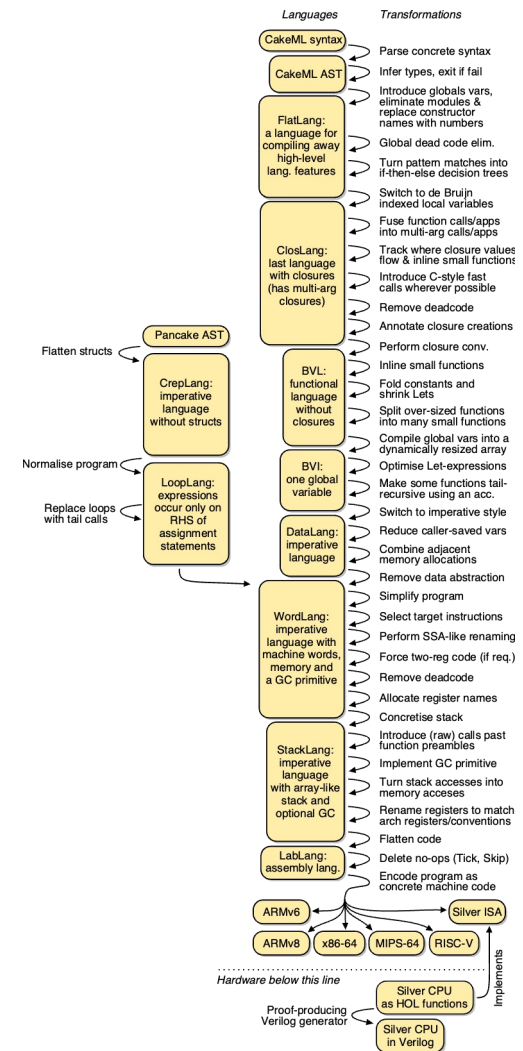 Languages
Transformations
CakeML syntax
Parse concrete syntax
CakeML AST
Infer types, exit if fail
Introduce globals vars,
eliminate modules &
replace constructor
names with numbers
FlatLang:
a language for
compiling away
high-level
lang. features
Global dead code elim.
Turn pattern matches into
if-then-else decision trees
Switch to de Bruijn
indexed local variables
Fuse function calls/apps
into multi-arg calls/apps
ClosLang:
last language
with closures
(has multi-arg
closures)
Track where closure values
flow & inline small functions
Introduce C-style fast
calls wherever possible
Remove deadcode
Annotate closure creations
Perform closure conv.
Pancake AST
Flatten structs
CrepLang:
imperative
language
without structs
Normalise program
LoopLang:
expressions
occur only on
RHS of
assignment
statements
Replace loops
with tail calls
BVL:
functional
language
without
closures
Inline small functions
Fold constants and
shrink Lets
Split over-sized functions
into many small functions
Compile global vars into a
dynamically resized array
BVI:
one global
variable
Optimise Let-expressions
Make some functions tail-
recursive using an acc.
Switch to imperative style
DataLang:
imperative
language
Reduce caller-saved vars
Combine adjacent
memory allocations
Remove data abstraction
WordLang:
imperative
language with
machine words,
memory and
a GC primitive
Simplify program
Select target instructions
Perform SSA-like renaming
Force two-reg code (if req.)
Remove deadcode
Allocate register names
Concretise stack
StackLang:
imperative
language
with array-like
stack and
optional GC
Introduce (raw) calls past
function preambles
Implement GC primitive
Turn stack accesses into
memory acceses
Rename registers to match
arch registers/conventions
Flatten code
LabLang:
assembly lang.
Delete no-ops (Tick, Skip)
Encode program as
concrete machine code
ARMv6
Silver ISA
ARMv8
x86-64
MIPS-64
RISC-V
Implements
Hardware below this line
Silver CPU
as HOL functions
Proof-producing
Verilog generator
Silver CPU
in Verilog